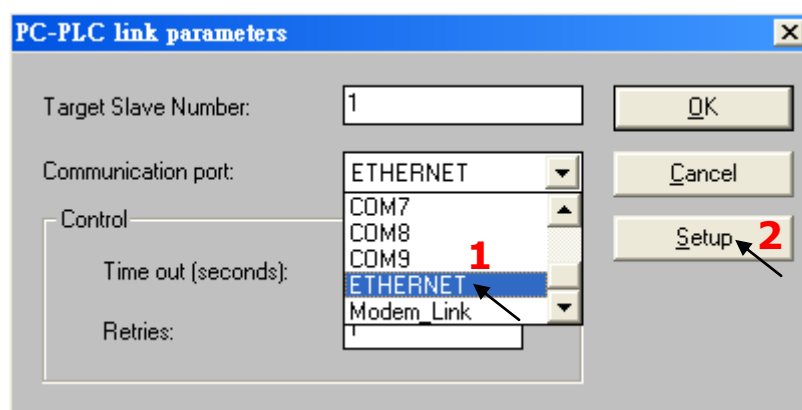 PC-PLC link parameters
Target Slave Number: 1 OK
Communication port: ETHERNET Cancel
COM7
Control
COM8
Setup 2
COM9 1
Time out (seconds):
ETHERNET
Modem_Link
Retries: